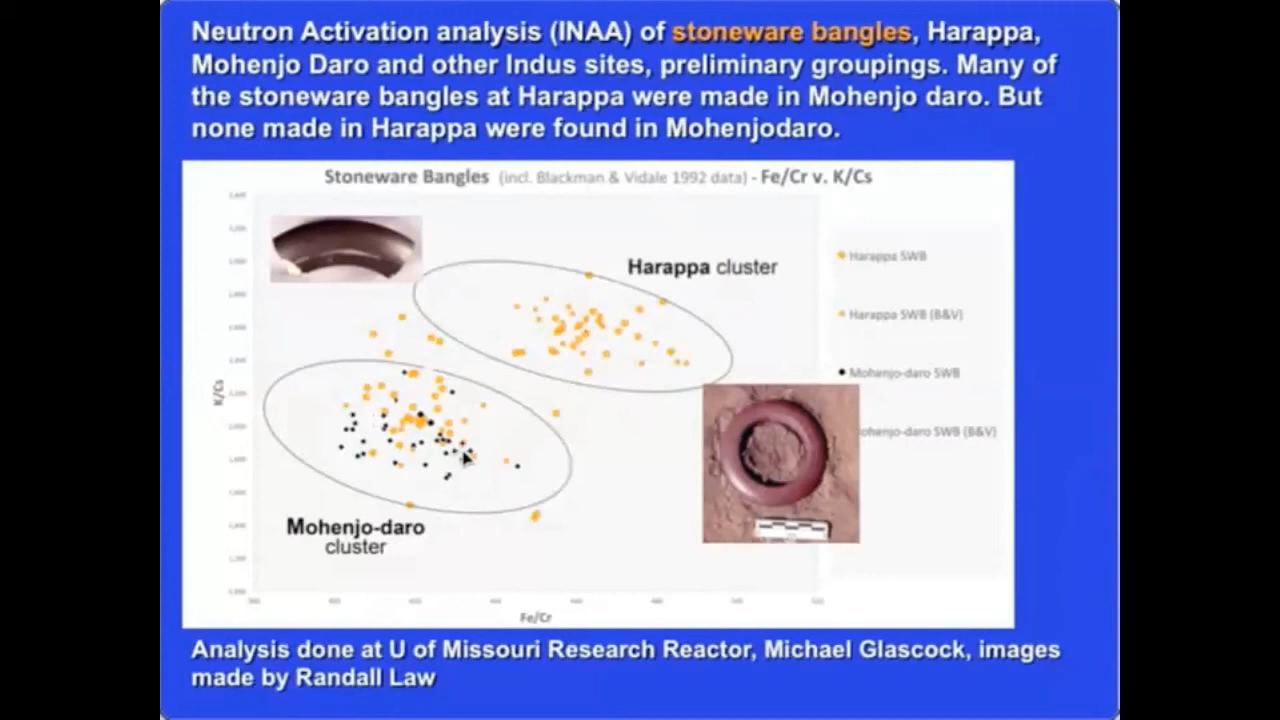 Neutron Activation analysis (INAA) of stoneware bangles, Harappa,
Mohenjo Daro and other Indus sites, preliminary groupings. Many of
the stoneware bangles at Harappa were made in Mohenjo daro. But
none made in Harappa were found in Mohenjodaro.
Stoneware Bangles (incl. Blackman & Vidale 1992 data) - Fe/Cr v. K/Cs
Harappa cluster
Harappa SWB
Harappa SWB (B&V)
Mohenjo-daro SWB
ohenjo-daro SWB (B&V)
K/Cs
Mohenjo-daro
cluster
Fe/Cr
Analysis done at U of Missouri Research Reactor, Michael Glascock, images
made by Randall Law